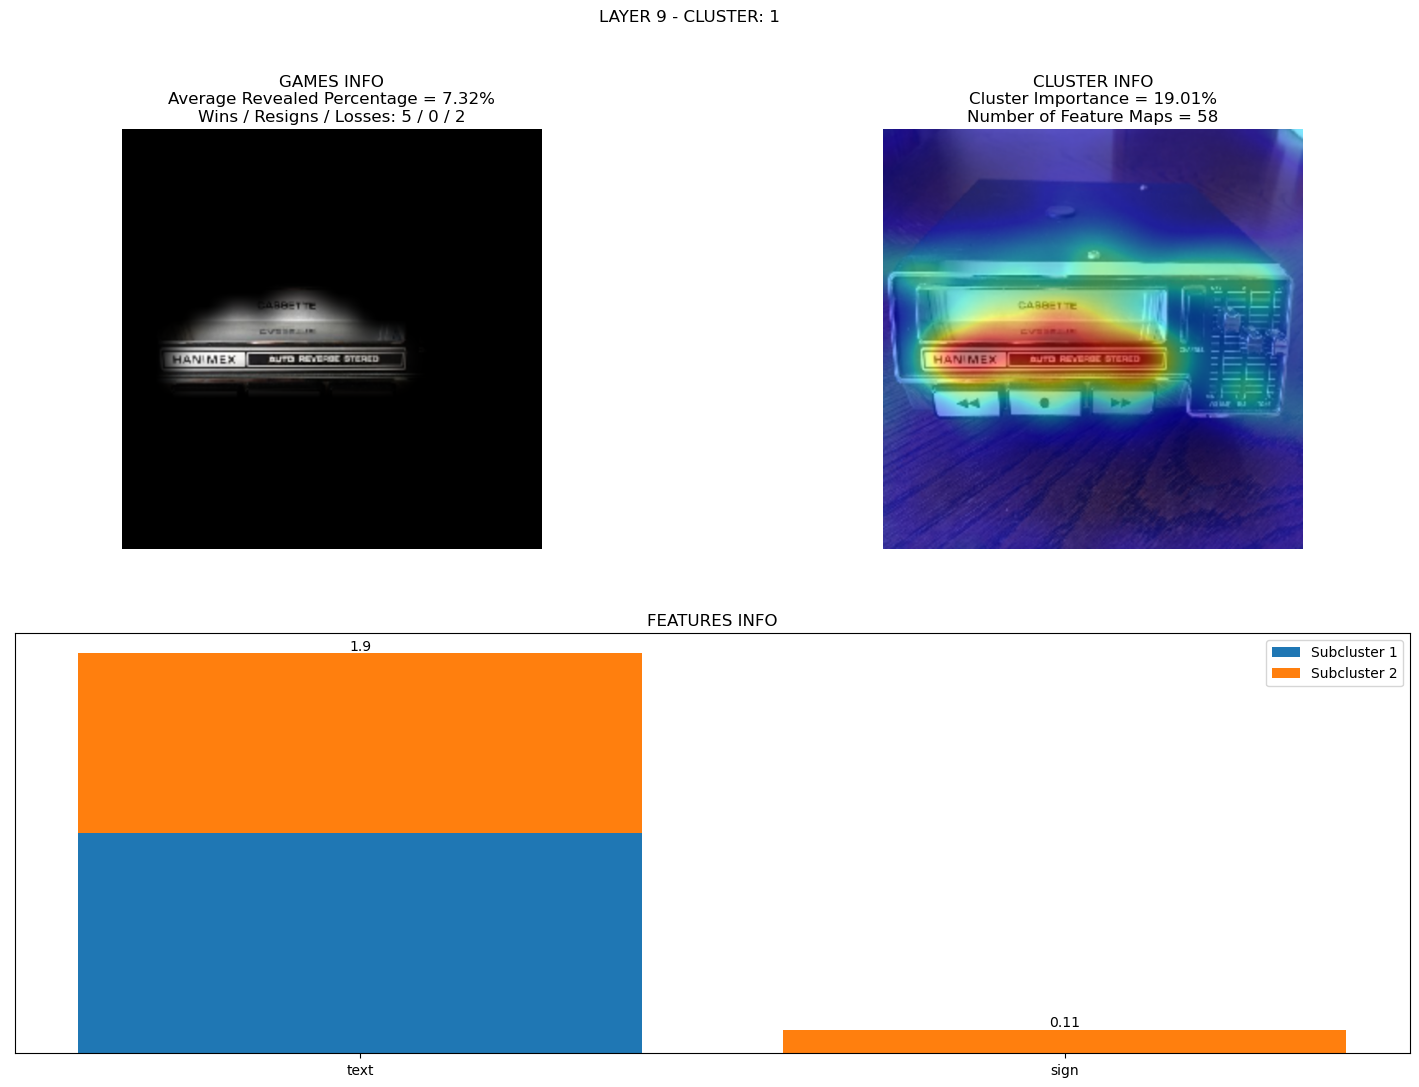 LAYER 9 - CLUSTER: 1
GAMES INFO
Average Revealed Percentage = 7.32%
Wins / Resigns / Losses: 5 / 0 / 2
CASSETTE
HANIMEX AUTO REVERSE STEREO
CLUSTER INFO
Cluster Importance = 19.01%
Number of Feature Maps = 58
CASSETTE
HANIMEX AUTO REVERSE STEREO
FEATURES INFO
1.9
0.11
Subcluster 1
Subcluster 2
text
sign